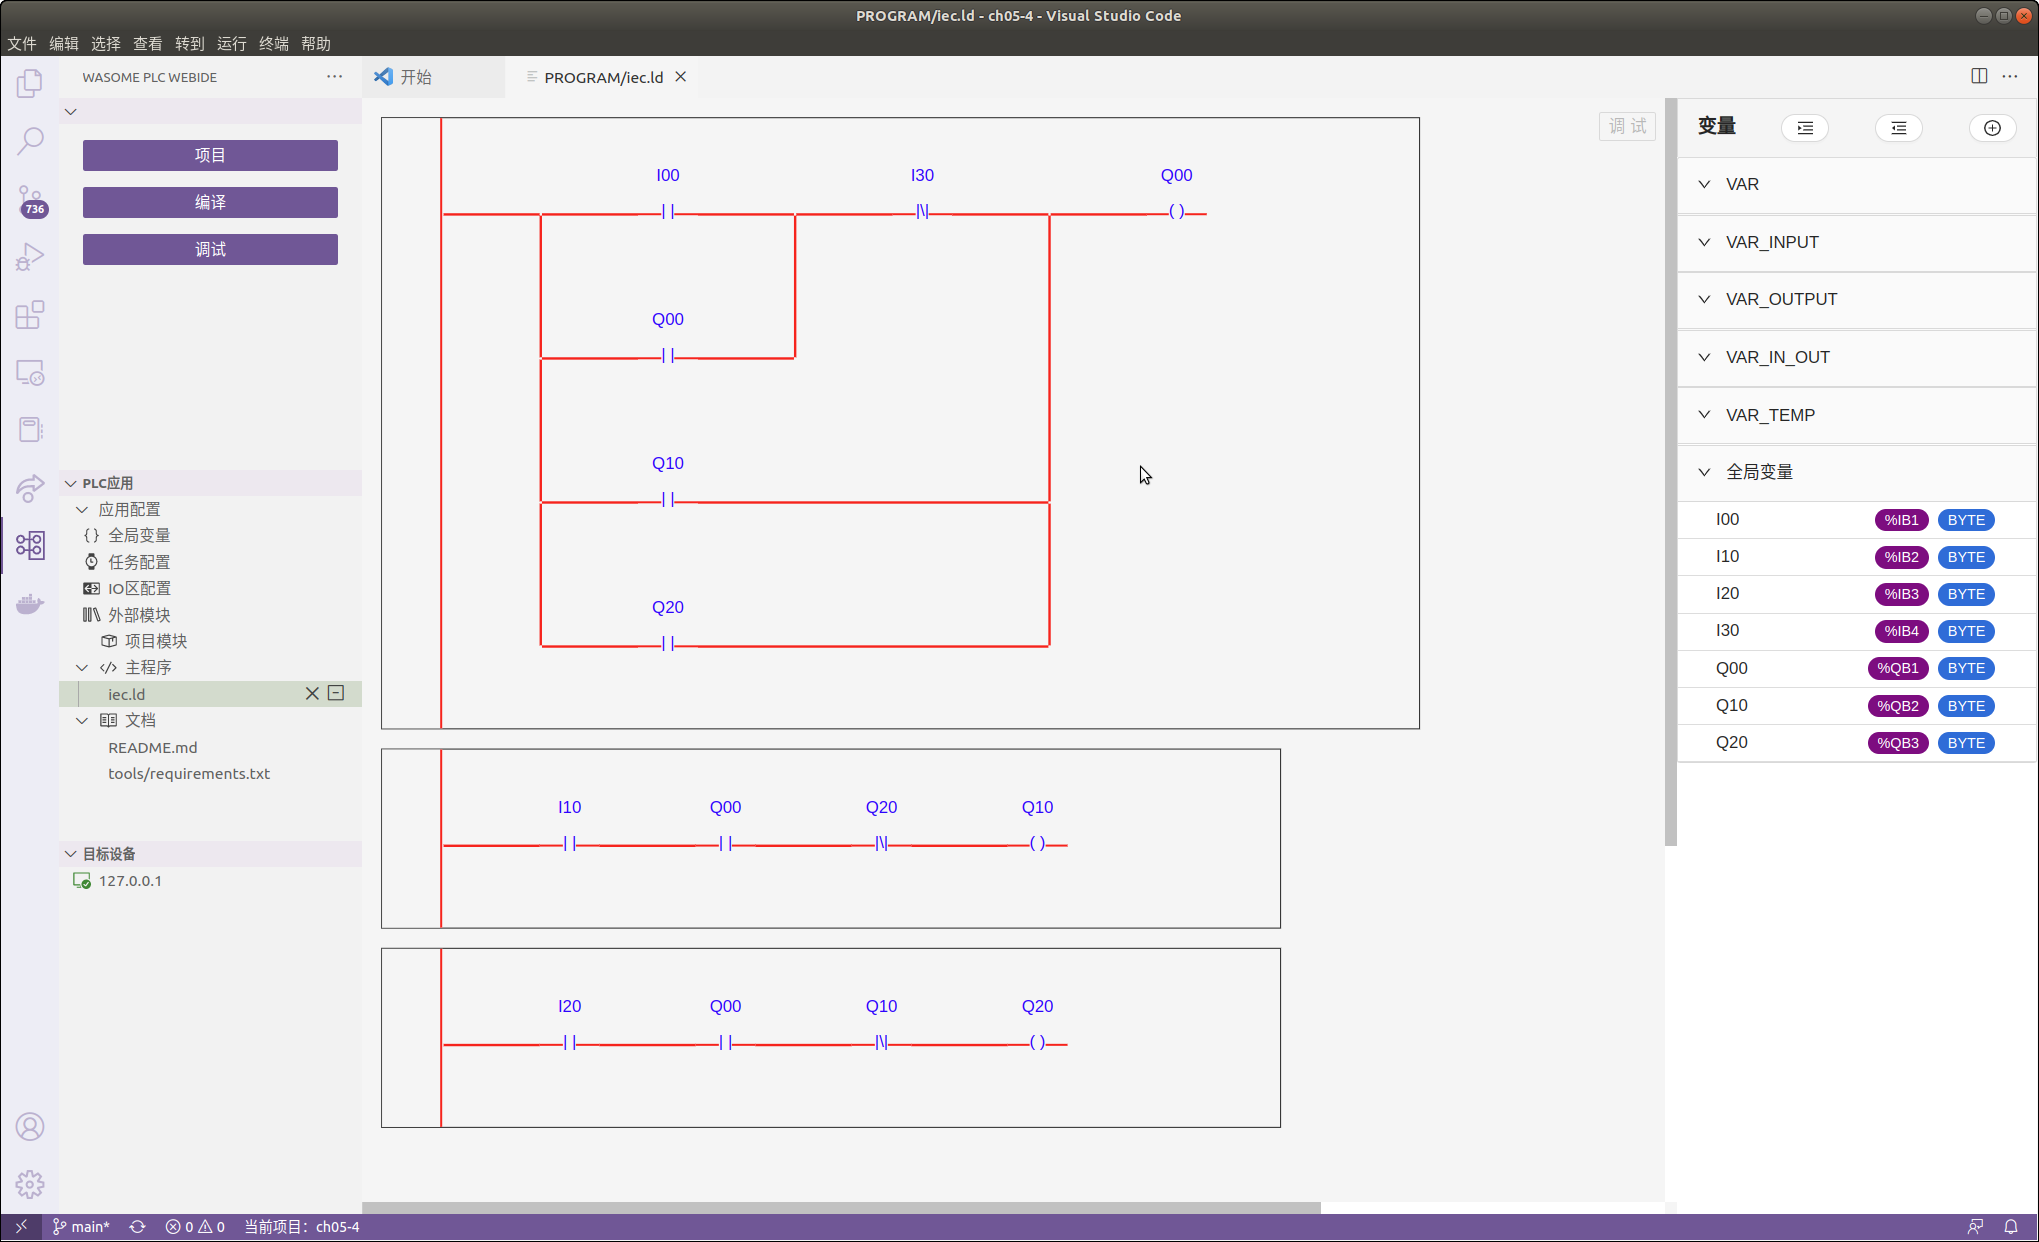 PROGRAM/iec.ld - ch05-4 - Visual Studio Code
文件 编辑 选择 查看 转到 运行 终端 帮助
WASOME PLC WEBIDE
项目
编译
调试
736
PLC应用
应用配置
全局变量
任务配置
IO区配置
外部模块
项目模块
主程序
iec.ld
文档
README.md
tools/requirements.txt
目标设备
127.0.0.1
开始
PROGRAM/iec.ld
调 试
I00 I30 Q00
Q00
Q10
Q20
I10 Q00 Q20 Q10
I20 Q00 Q10 Q20
变量
VAR
VAR_INPUT
VAR_OUTPUT
VAR_IN_OUT
VAR_TEMP
全局变量
I00 %IB1 BYTE
I10 %IB2 BYTE
I20 %IB3 BYTE
I30 %IB4 BYTE
Q00 %QB1 BYTE
Q10 %QB2 BYTE
Q20 %QB3 BYTE
main* 0 0 当前项目：ch05-4